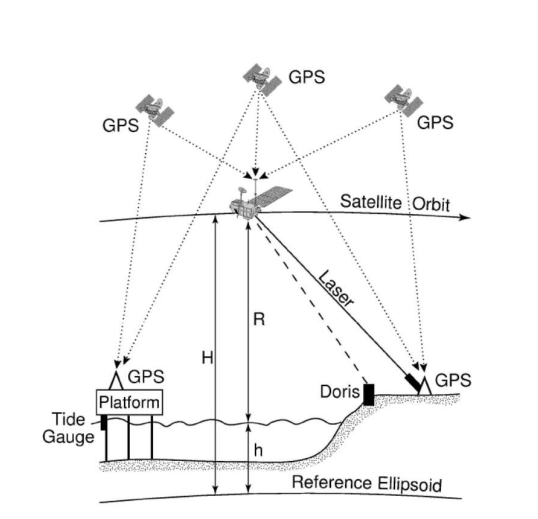 GPS
GPS
GPS
Satellite Orbit
Laser
R
H
GPS
GPS
Doris
Platform
Tide
Gauge
h
Reference Ellipsoid